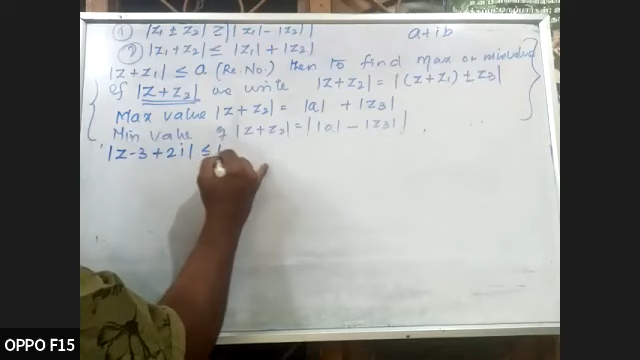 ① |z₁ ± z₂| ≥ ||z₁| - |z₂||
a+ib
② |z₁+z₂| ≤ |z₁| + |z₂|
|z+z₁| ≤ a (Re. No.) then to find Max or minvalue
of |z+z₂| we write |z+z₂| = |(z+z₁) ± z₃|
Max value |z+z₂| = |a| + |z₃|
Min value of |z+z₂| = ||a| - |z₃||
|z-3+2i| ≤
OPPO F15